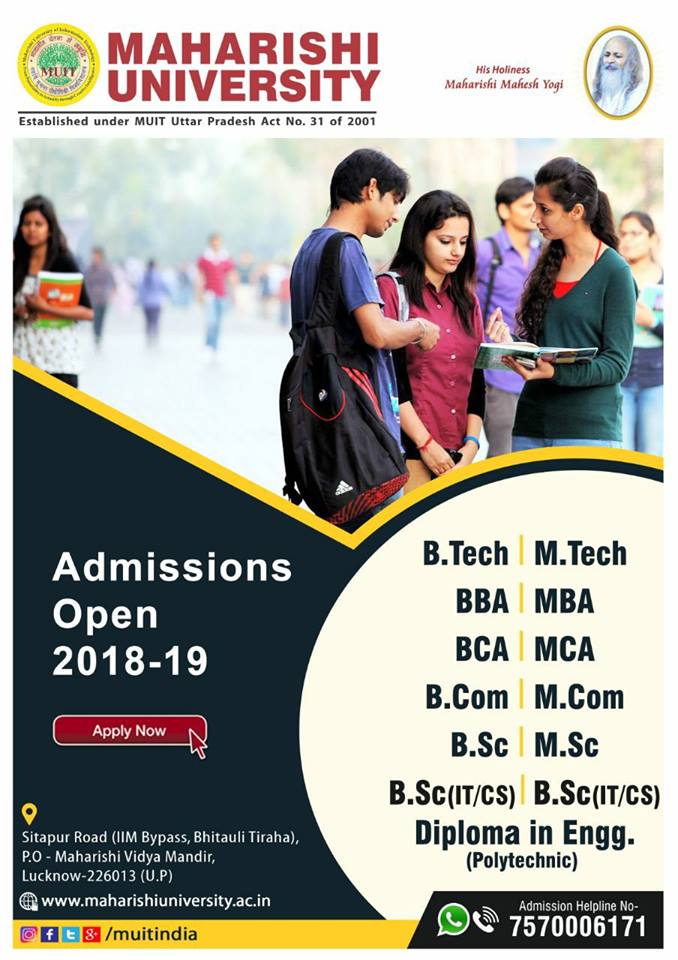 MUIT
MAHARISHI
UNIVERSITY
Established under MUIT Uttar Pradesh Act No. 31 of 2001
His Holiness
Maharishi Mahesh Yogi
adidas
Admissions
Open
2018-19
Apply Now
B.Tech | M.Tech
BBA | MBA
BCA | MCA
B.Com | M.Com
B.Sc | M.Sc
B.Sc(IT/CS) | B.Sc(IT/CS)
Diploma in Engg.
(Polytechnic)
Sitapur Road (IIM Bypass, Bhitauli Tiraha),
P.O - Maharishi Vidya Mandir,
Lucknow-226013 (U.P)
www.maharishiuniversity.ac.in
/muitindia
Admission Helpline No-
7570006171